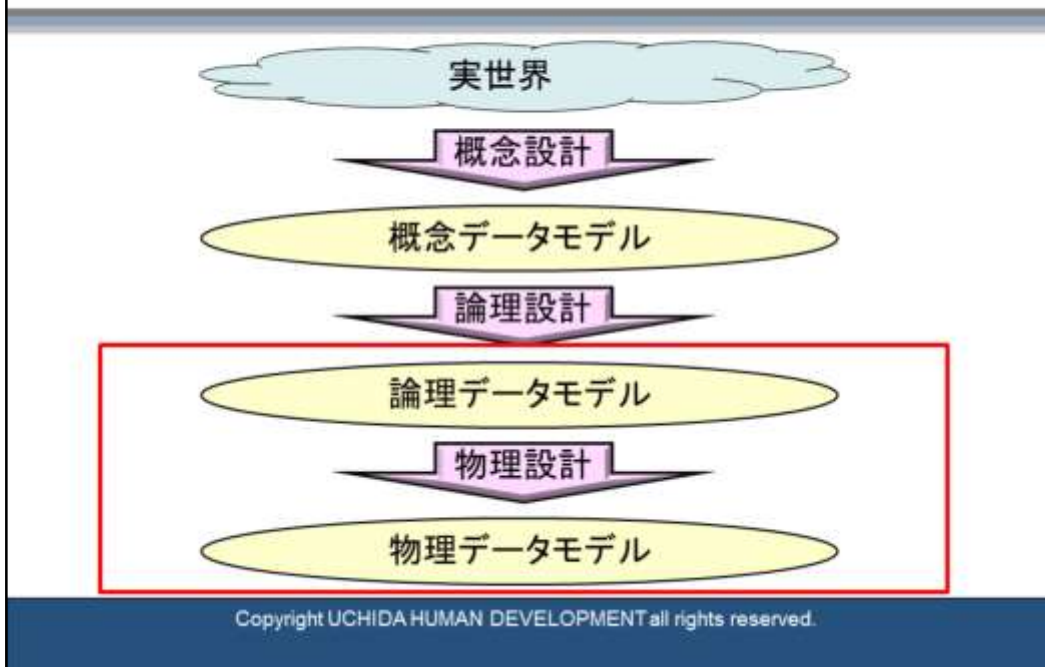 実世界
概念設計
概念データモデル
論理設計
論理データモデル
物理設計
物理データモデル
Copyright UCHIDA HUMAN DEVELOPMENT all rights reserved.